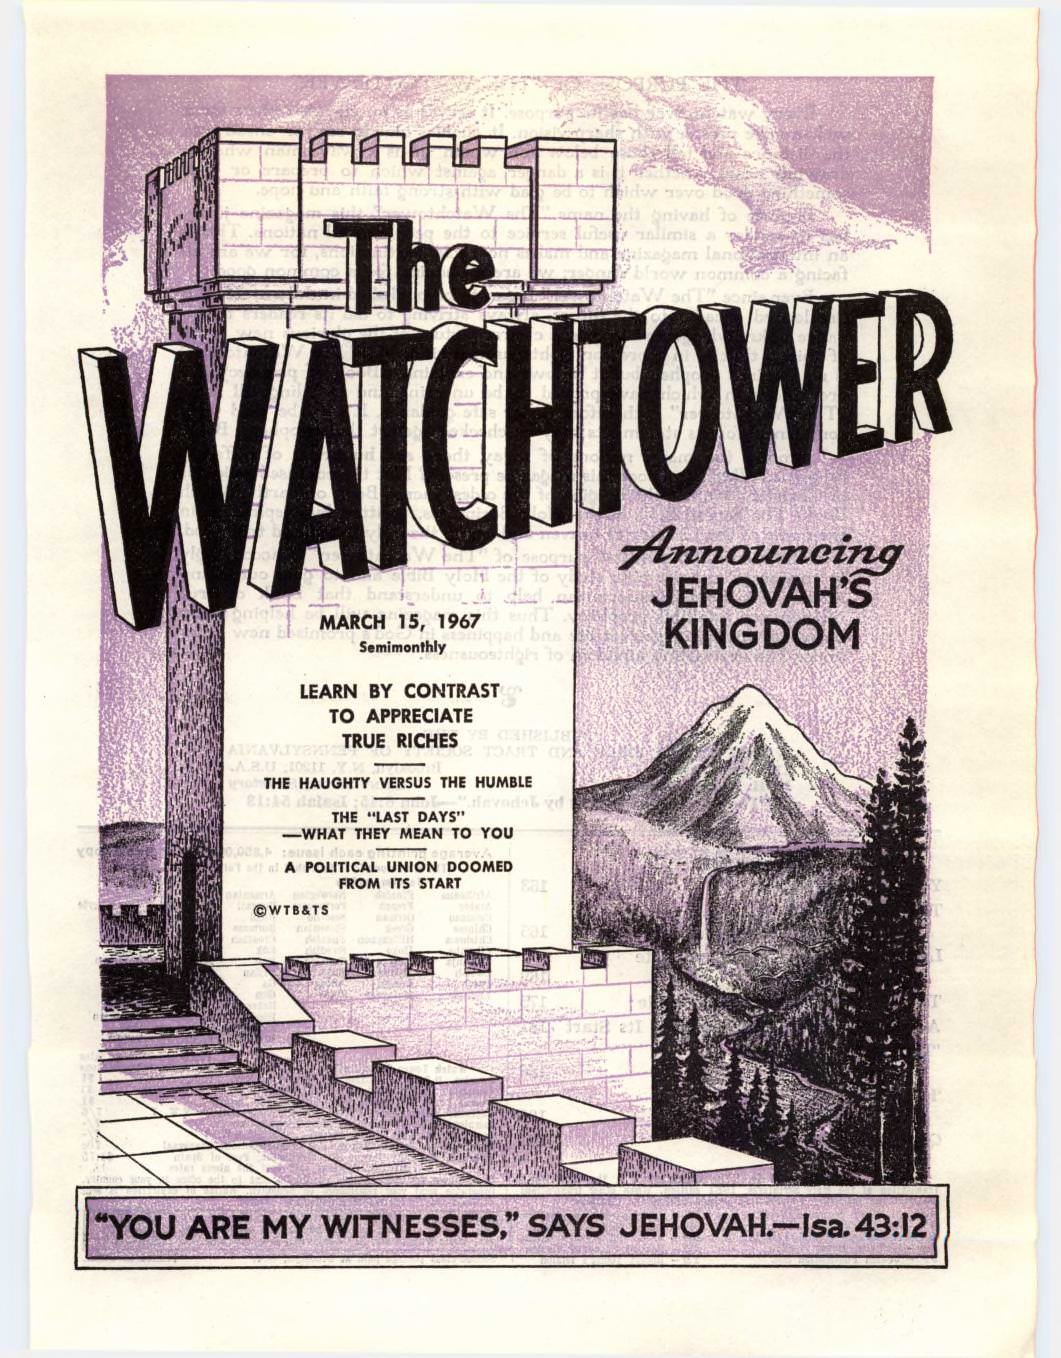 The
WATCHTOWER
Announcing
JEHOVAH'S
KINGDOM
MARCH 15, 1967
Semimonthly
LEARN BY CONTRAST
TO APPRECIATE
TRUE RICHES
THE HAUGHTY VERSUS THE HUMBLE
THE "LAST DAYS"
—WHAT THEY MEAN TO YOU
A POLITICAL UNION DOOMED
FROM ITS START
©WTB&TS
"YOU ARE MY WITNESSES," SAYS JEHOVAH.—Isa. 43:12